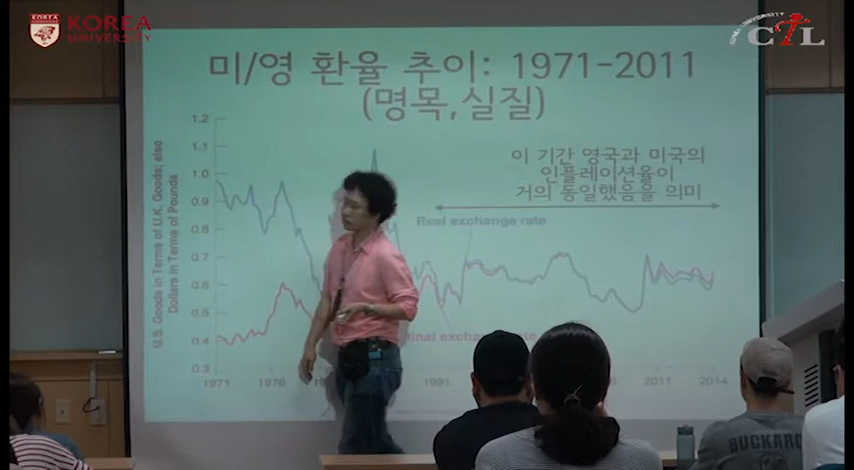 KOREA
UNIVERSITY
CTL
미/영 환율 추이: 1971-2011
(명목,실질)
이 기간 영국과 미국의
인플레이션율이
거의 동일했음을 의미
U.S. Goods in Terms of U.K. Goods; also
Dollars in Terms of Pounds
1.2
1.1
1.0
0.9
0.8
0.7
0.6
0.5
0.4
0.3
Real exchange rate
exchange rate
1971
1976
1991
2011
2014
BUCKARO